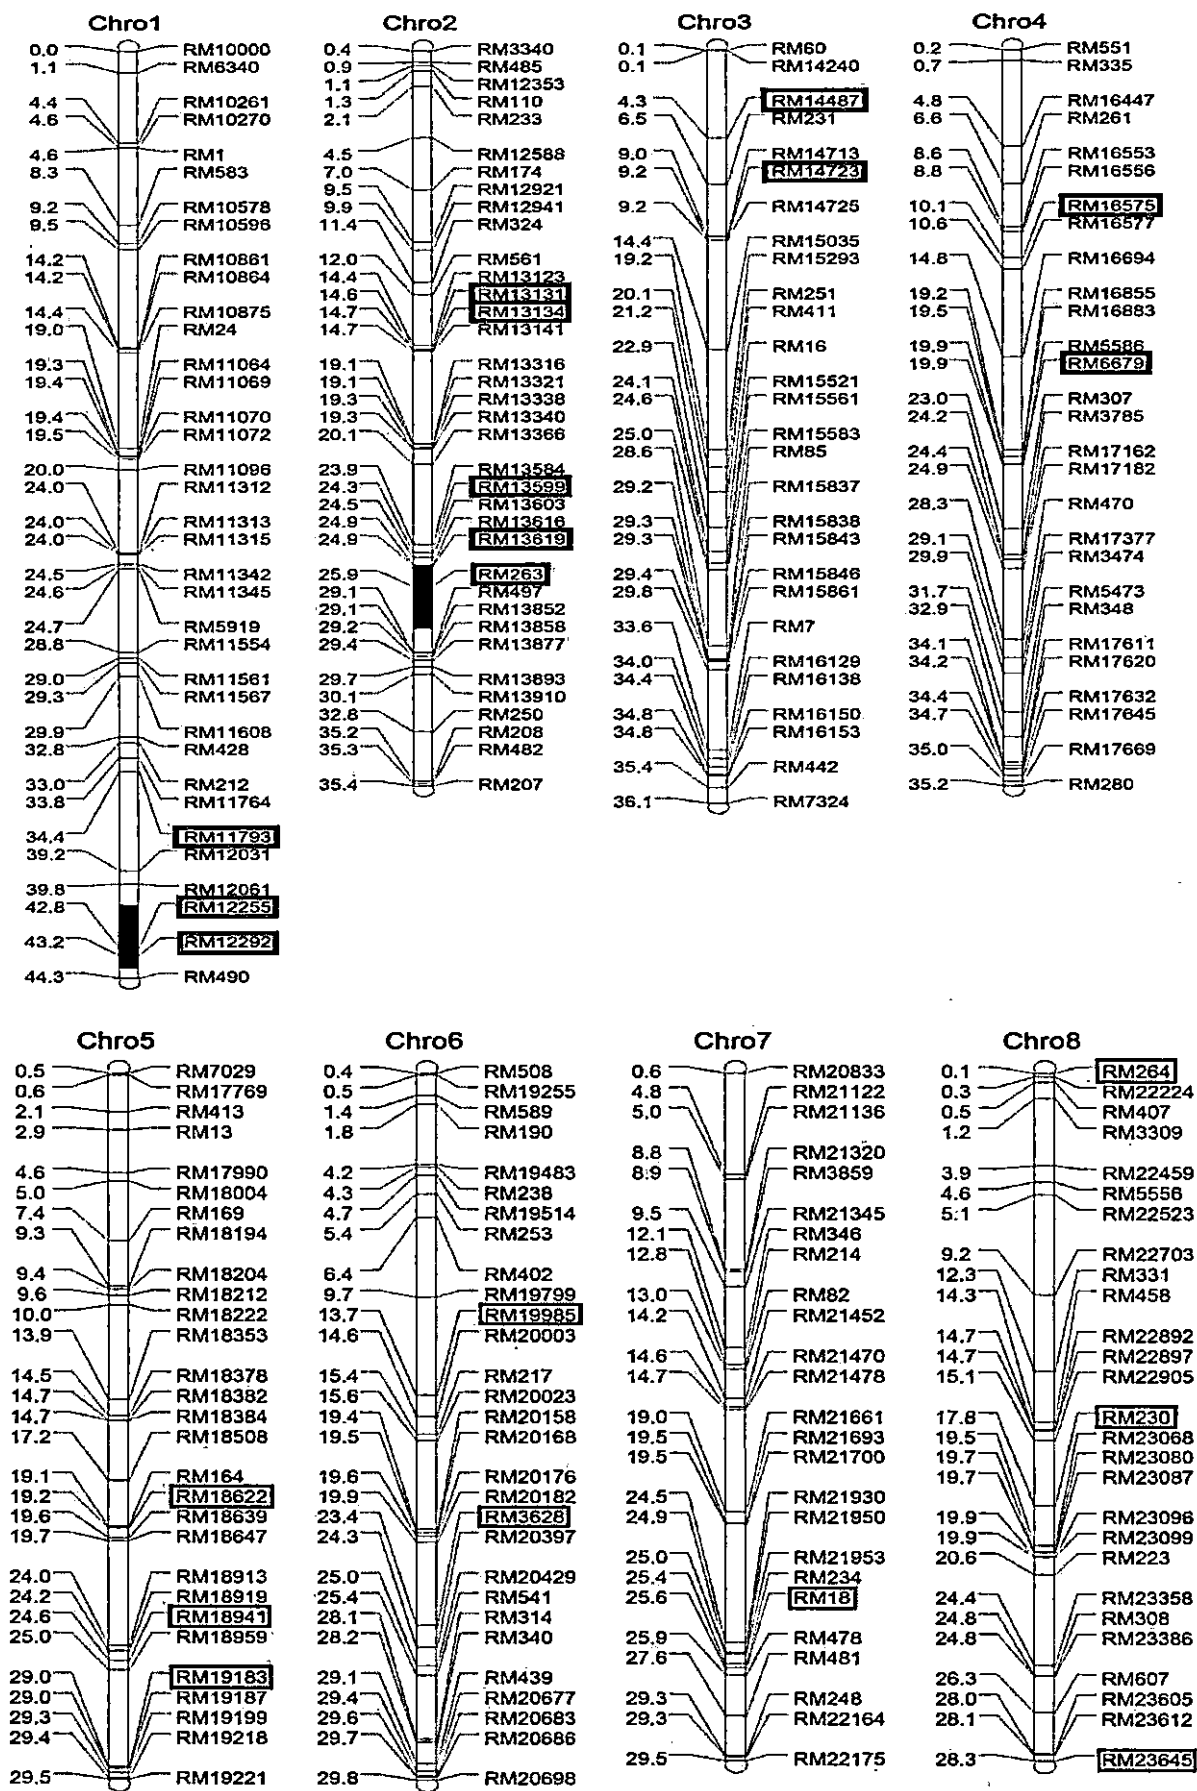 Chro1
0.0 RM10000
1.1 RM6340
4.4 RM10261
4.6 RM10270
4.6 RM1
8.3 RM583
9.2 RM10578
9.5 RM10596
14.2 RM10861
14.2 RM10864
14.4 RM10875
19.0 RM24
19.3 RM11064
19.4 RM11069
19.4 RM11070
19.5 RM11072
20.0 RM11096
24.0 RM11312
24.0 RM11313
24.0 RM11315
24.5 RM11342
24.6 RM11345
24.7 RM5919
28.8 RM11554
29.0 RM11561
29.3 RM11567
29.9 RM11608
32.8 RM428
33.0 RM212
33.8 RM11764
34.4 RM11793
39.2 RM12031
39.8 RM12061
42.8 RM12255
43.2 RM12292
44.3 RM490
Chro2
0.4 RM3340
0.9 RM485
1.1 RM12353
1.3 RM110
2.1 RM233
4.5 RM12588
7.0 RM174
9.5 RM12921
9.9 RM12941
11.4 RM324
12.0 RM561
14.4 RM13123
14.6 RM13131
14.7 RM13134
14.7 RM13141
19.1 RM13316
19.1 RM13321
19.3 RM13338
19.3 RM13340
20.1 RM13366
23.9 RM13584
24.3 RM13599
24.5 RM13603
24.9 RM13616
24.9 RM13619
25.9 RM263
29.1 RM497
29.1 RM13852
29.2 RM13858
29.4 RM13877
29.7 RM13893
30.1 RM13910
32.8 RM250
35.2 RM208
35.3 RM482
35.4 RM207
Chro3
0.1 RM60
0.1 RM14240
4.3 RM14487
6.5 RM231
9.0 RM14713
9.2 RM14723
9.2 RM14725
14.4 RM15035
19.2 RM15293
20.1 RM251
21.2 RM411
22.9 RM16
24.1 RM15521
24.6 RM15561
25.0 RM15583
28.6 RM85
29.2 RM15837
29.3 RM15838
29.3 RM15843
29.4 RM15846
29.8 RM15861
33.6 RM7
34.0 RM16129
34.4 RM16138
34.8 RM16150
34.8 RM16153
35.4 RM442
36.1 RM7324
Chro4
0.2 RM551
0.7 RM335
4.8 RM16447
6.6 RM261
8.6 RM16553
8.8 RM16556
10.1 RM16575
10.6 RM16577
14.8 RM16694
19.2 RM16855
19.5 RM16883
19.9 RM5586
19.9 RM6679
23.0 RM307
24.2 RM3785
24.4 RM17162
24.9 RM17182
28.3 RM470
29.1 RM17377
29.9 RM3474
31.7 RM5473
32.9 RM348
34.1 RM17611
34.2 RM17620
34.4 RM17632
34.7 RM17645
35.0 RM17669
35.2 RM280
Chro5
0.5 RM7029
0.6 RM17769
2.1 RM413
2.9 RM13
4.6 RM17990
5.0 RM18004
7.4 RM169
9.3 RM18194
9.4 RM18204
9.6 RM18212
10.0 RM18222
13.9 RM18353
14.5 RM18378
14.7 RM18382
14.7 RM18384
17.2 RM18508
19.1 RM164
19.2 RM18622
19.6 RM18639
19.7 RM18647
24.0 RM18913
24.2 RM18919
24.6 RM18941
25.0 RM18959
29.0 RM19183
29.0 RM19187
29.3 RM19199
29.4 RM19218
29.5 RM19221
Chro6
0.4 RM508
0.5 RM19255
1.4 RM589
1.8 RM190
4.2 RM19483
4.3 RM238
4.7 RM19514
5.4 RM253
6.4 RM402
9.7 RM19799
13.7 RM19985
14.6 RM20003
15.4 RM217
15.6 RM20023
19.4 RM20158
19.5 RM20168
19.6 RM20176
19.9 RM20182
23.4 RM3628
24.3 RM20397
25.0 RM20429
25.4 RM541
28.1 RM314
28.2 RM340
29.1 RM439
29.4 RM20677
29.6 RM20683
29.7 RM20686
29.8 RM20698
Chro7
0.6 RM20833
4.8 RM21122
5.0 RM21136
8.8 RM21320
8.9 RM3859
9.5 RM21345
12.1 RM346
12.8 RM214
13.0 RM82
14.2 RM21452
14.6 RM21470
14.7 RM21478
19.0 RM21661
19.5 RM21693
19.5 RM21700
24.5 RM21930
24.9 RM21950
25.0 RM21953
25.4 RM234
25.6 RM18
25.9 RM478
27.6 RM481
29.3 RM248
29.3 RM22164
29.5 RM22175
Chro8
0.1 RM264
0.3 RM22224
0.5 RM407
1.2 RM3309
3.9 RM22459
4.6 RM5556
5.1 RM22523
9.2 RM22703
12.3 RM331
14.3 RM458
14.7 RM22892
14.7 RM22897
15.1 RM22905
17.8 RM230
19.5 RM23068
19.7 RM23080
19.7 RM23087
19.9 RM23096
19.9 RM23099
20.6 RM223
24.4 RM23358
24.8 RM308
24.8 RM23386
26.3 RM607
28.0 RM23605
28.1 RM23612
28.3 RM23645